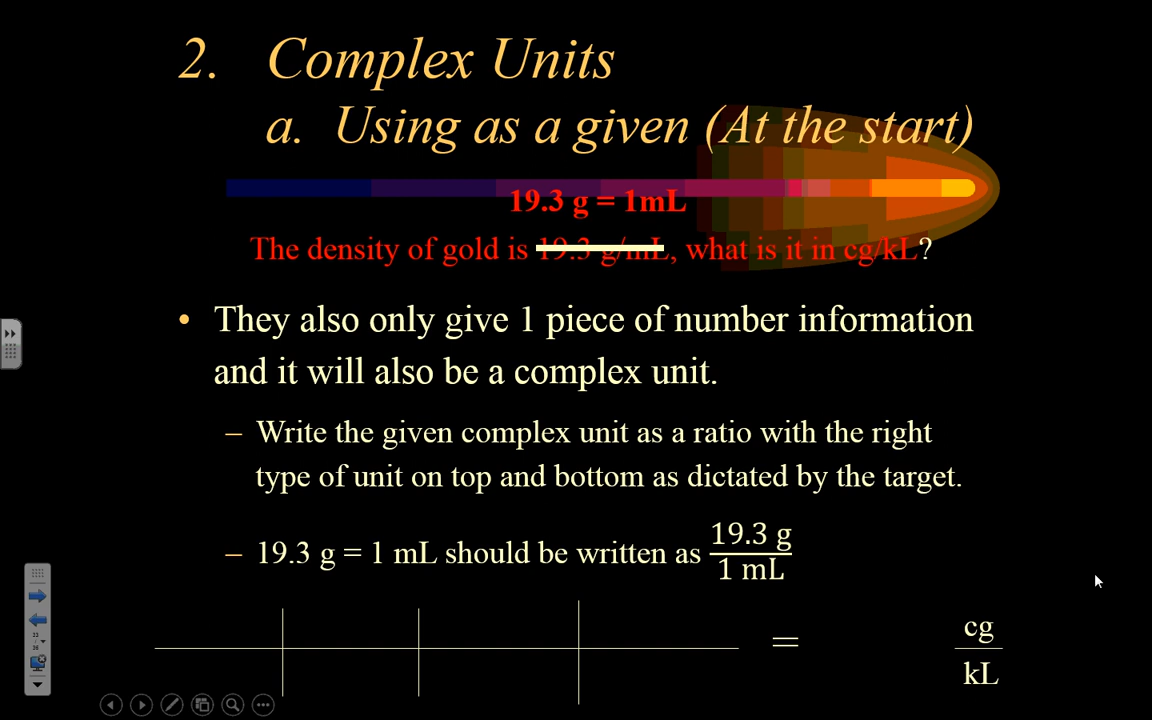 2. Complex Units
a. Using as a given (At the start)
19.3 g = 1mL
The density of gold is 19.3 g/mL, what is it in cg/kL?
• They also only give 1 piece of number information
and it will also be a complex unit.
– Write the given complex unit as a ratio with the right
type of unit on top and bottom as dictated by the target.
19.3 g
– 19.3 g = 1 mL should be written as
1 mL
cg
=
kL